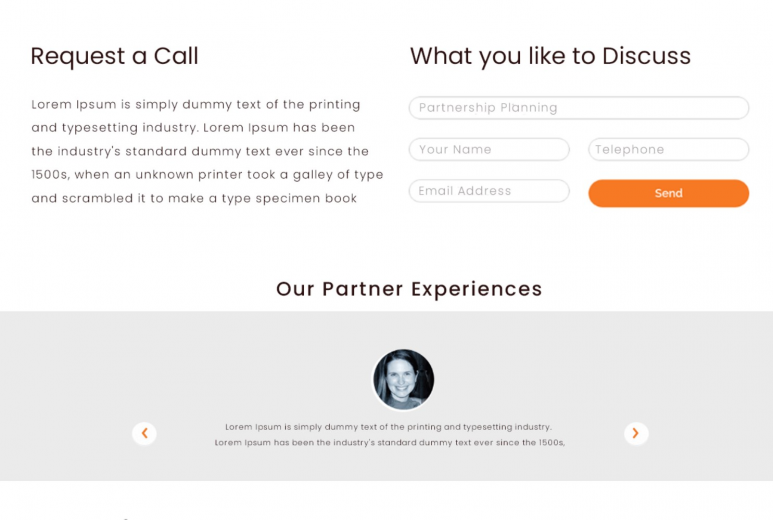 Request a Call
Lorem Ipsum is simply dummy text of the printing
and typesetting industry. Lorem Ipsum has been
the industry's standard dummy text ever since the
1500s, when an unknown printer took a galley of type
and scrambled it to make a type specimen book
What you like to Discuss
Partnership Planning
Your Name
Telephone
Email Address
Send
Our Partner Experiences
Lorem Ipsum is simply dummy text of the printing and typesetting industry.
Lorem Ipsum has been the industry's standard dummy text ever since the 1500s,